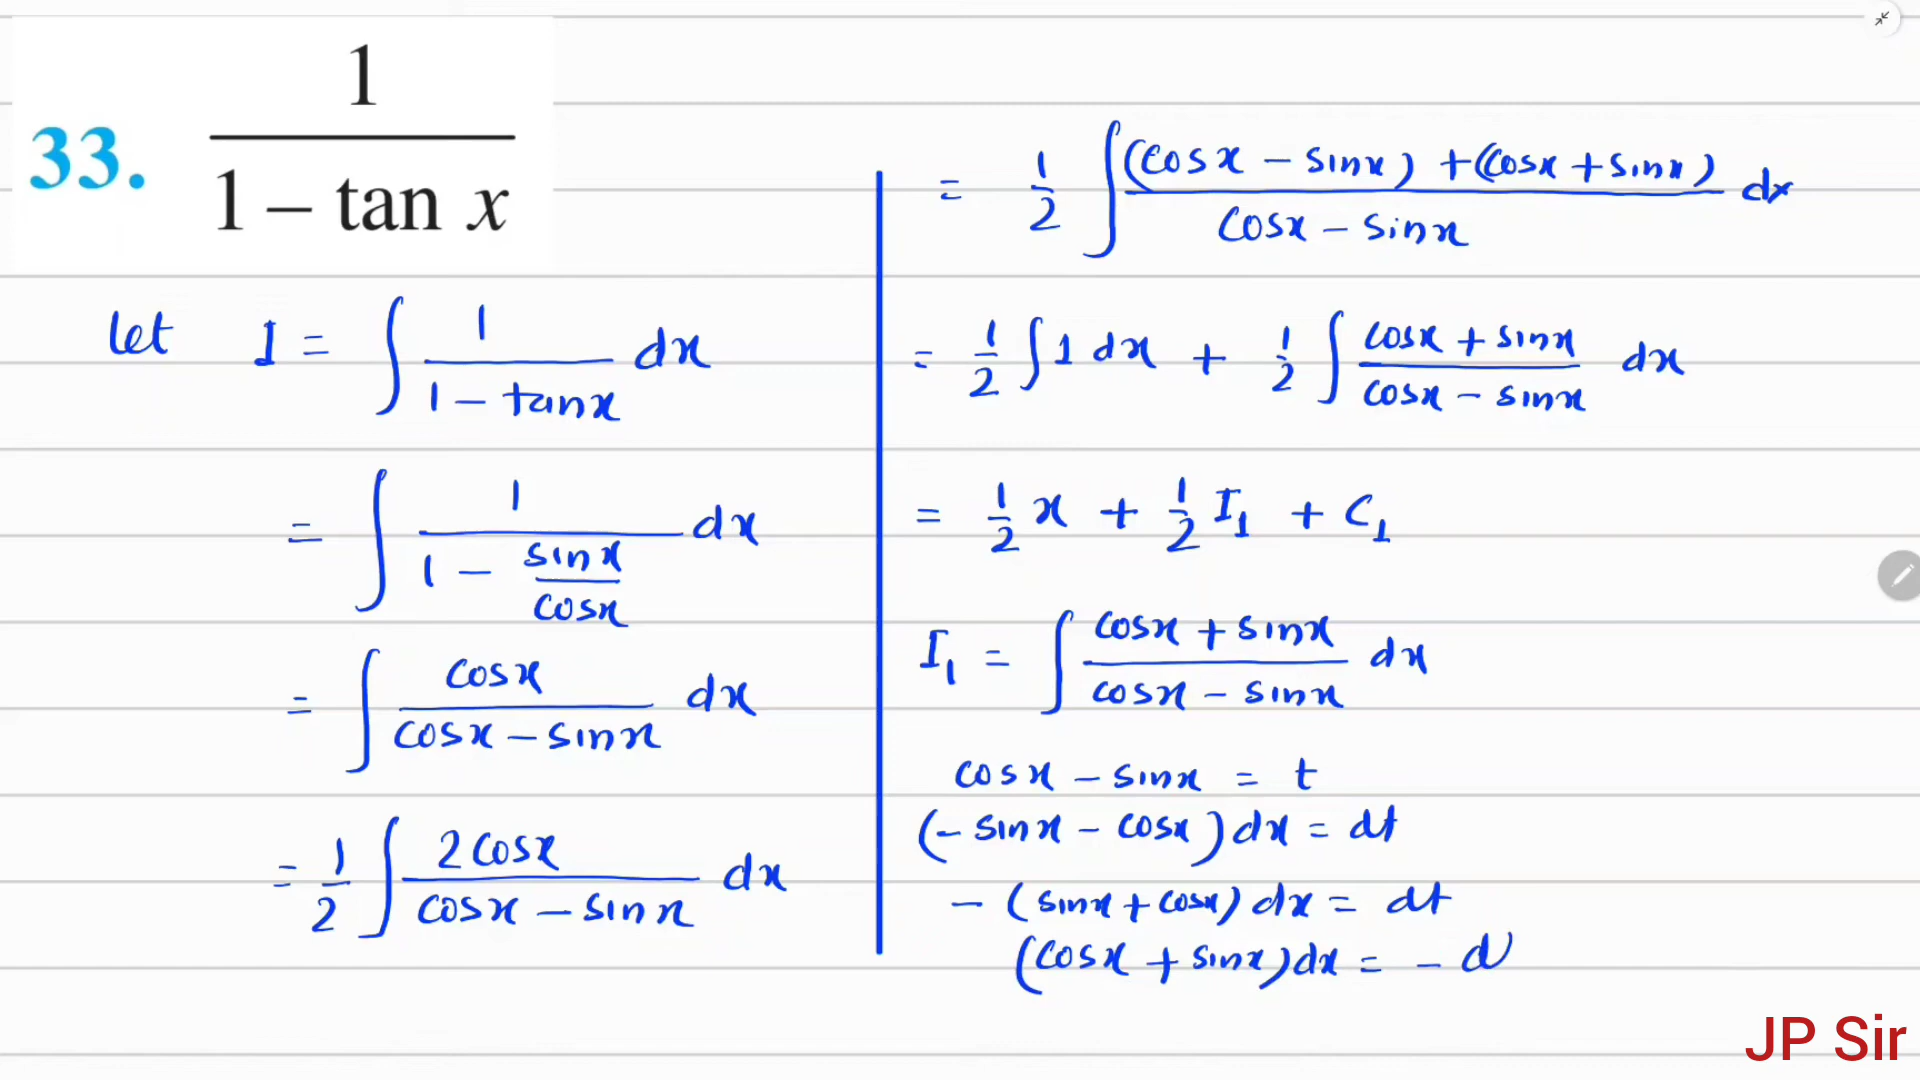 33. 1 / (1 – tan x)
let I = ∫ 1 / (1 – tanx) dx
= ∫ 1 / (1 – sinx/cosx) dx
= ∫ cosx / (cosx – sinx) dx
= 1/2 ∫ 2cosx / (cosx – sinx) dx
= 1/2 ∫ ((cosx – sinx) + (cosx + sinx)) / (cosx – sinx) dx
= 1/2 ∫ 1 dx + 1/2 ∫ (cosx + sinx) / (cosx – sinx) dx
= 1/2 x + 1/2 I₁ + C₁
I₁ = ∫ (cosx + sinx) / (cosx – sinx) dx
cosx – sinx = t
(– sinx – cosx) dx = dt
– (sinx + cosx) dx = dt
(cosx + sinx) dx = – d
JP Sir